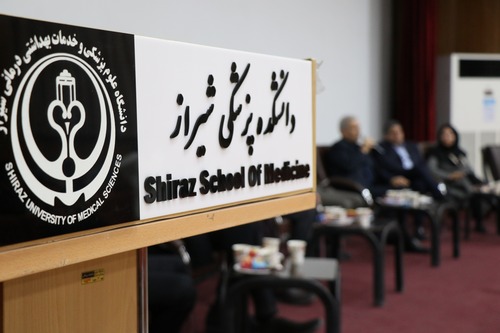 دانشگاه علوم پزشکی و خدمات بهداشتی درمانی شیراز
SHIRAZ UNIVERSITY OF MEDICAL SCIENCES
دانشکده پزشکی شیراز
Shiraz School Of Medicine